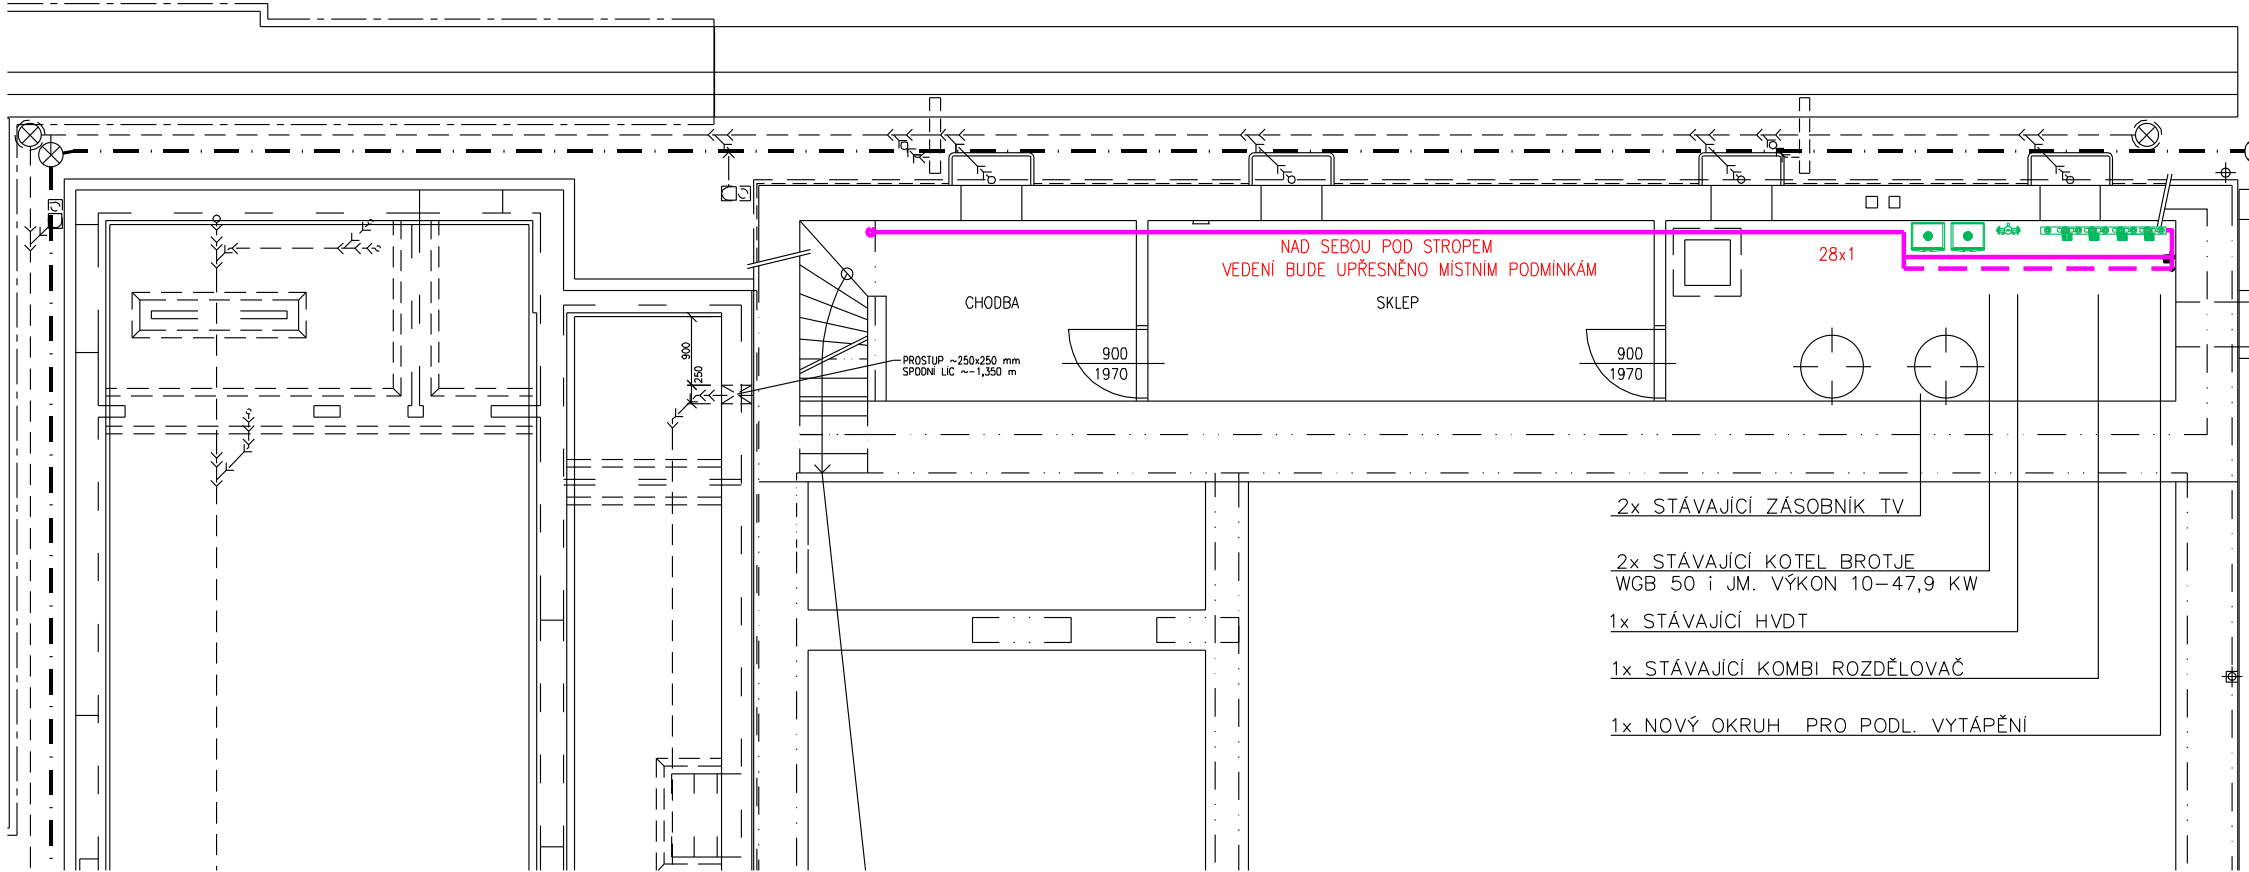 NAD SEBOU POD STROPEM
VEDENÍ BUDE UPŘESNĚNO MÍSTNÍM PODMÍNKÁM
28x1
CHODBA
SKLEP
900
250
PROSTUP ~250x250 mm
SPODNÍ LÍC ~-1,350 m
900
1970
900
1970
2x STÁVAJÍCÍ ZÁSOBNÍK TV
2x STÁVAJÍCÍ KOTEL BROTJE
WGB 50 i JM. VÝKON 10-47,9 KW
1x STÁVAJÍCÍ HVDT
1x STÁVAJÍCÍ KOMBI ROZDĚLOVAČ
1x NOVÝ OKRUH PRO PODL. VYTÁPĚNÍ